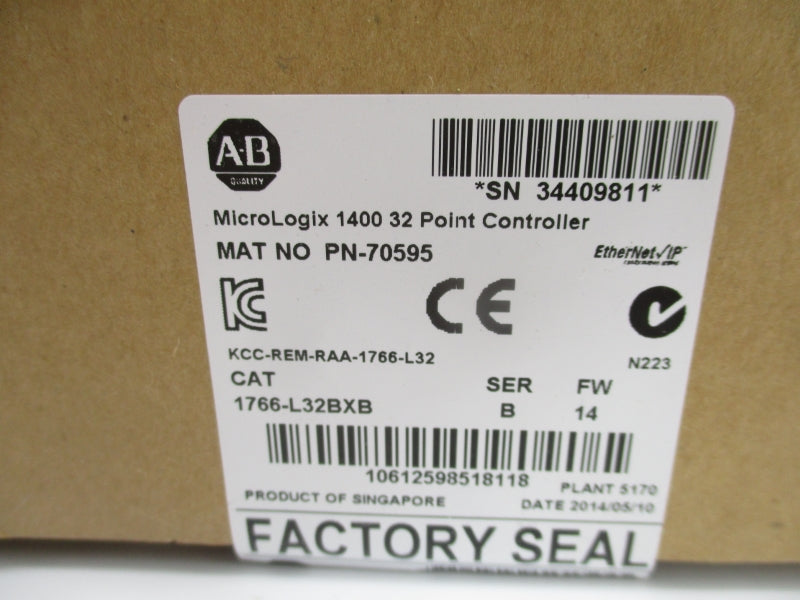 A-B
QUALITY
*SN 34409811*
MicroLogix 1400 32 Point Controller
MAT NO PN-70595
EtherNet/IP
KC
CE
N223
KCC-REM-RAA-1766-L32
CAT SER FW
1766-L32BXB B 14
10612598518118
PLANT 5170
PRODUCT OF SINGAPORE
DATE 2014/05/10
FACTORY SEAL